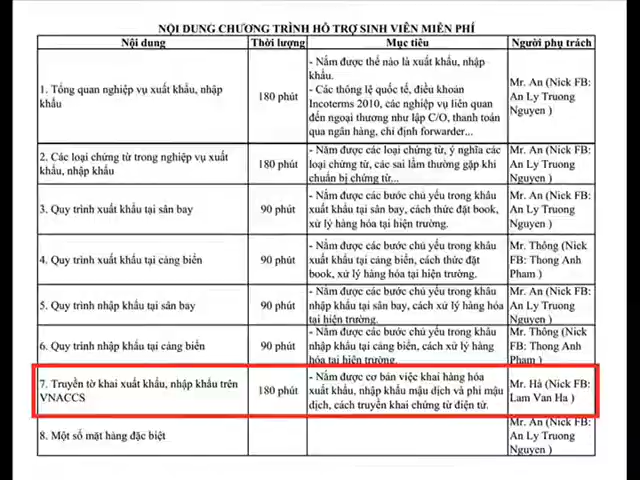 NỘI DUNG CHƯƠNG TRÌNH HỖ TRỢ SINH VIÊN MIỄN PHÍ
Nội dung Thời lượng Mục tiêu Người phụ trách
1. Tổng quan nghiệp vụ xuất khẩu, nhập
khẩu
180 phút
- Nắm được thế nào là xuất khẩu, nhập
khẩu.
- Các thông lệ quốc tế, điều khoản
Incoterms 2010, các nghiệp vụ liên quan
đến ngoại thương như lập C/O, thanh toán
qua ngân hàng, chỉ định forwarder...
Mr. An (Nick FB:
An Ly Truong
Nguyen )
2. Các loại chứng từ trong nghiệp vụ xuất
khẩu, nhập khẩu
180 phút
- Nắm được các loại chứng từ, ý nghĩa các
loại chứng từ, các sai lầm thường gặp khi
chuẩn bị chứng từ...
Mr. An (Nick FB:
An Ly Truong
Nguyen )
3. Quy trình xuất khẩu tại sân bay
90 phút
- Nắm được các bước chủ yếu trong khâu
xuất khẩu tại sân bay, cách thức đặt book,
xử lý hàng hóa tại hiện trường.
Mr. An (Nick FB:
An Ly Truong
Nguyen )
4. Quy trình xuất khẩu tại cảng biển
90 phút
- Nắm được các bước chủ yếu trong khâu
xuất khẩu tại cảng biển, cách thức đặt
book, xử lý hàng hóa tại hiện trường.
Mr. Thông (Nick
FB: Thong Anh
Pham )
5. Quy trình nhập khẩu tại sân bay
90 phút
- Nắm được các bước chủ yếu trong khâu
nhập khẩu tại sân bay, cách xử lý hàng hóa
tại hiện trường.
Mr. An (Nick FB:
An Ly Truong
Nguyen )
6. Quy trình nhập khẩu tại cảng biển
90 phút
- Nắm được các bước chủ yếu trong khâu
nhập khẩu tại cảng biển, cách xử lý hàng
hóa tại hiện trường.
Mr. Thông (Nick
FB: Thong Anh
Pham )
7. Truyền tờ khai xuất khẩu, nhập khẩu trên
VNACCS
180 phút
- Nắm được cơ bản việc khai hàng hóa
xuất khẩu, nhập khẩu mậu dịch và phi mậu
dịch, cách truyền khai chứng từ điện tử.
Mr. Hà (Nick FB:
Lam Van Ha )
8. Một số mặt hàng đặc biệt
Mr. An (Nick FB:
An Ly Truong
Nguyen )